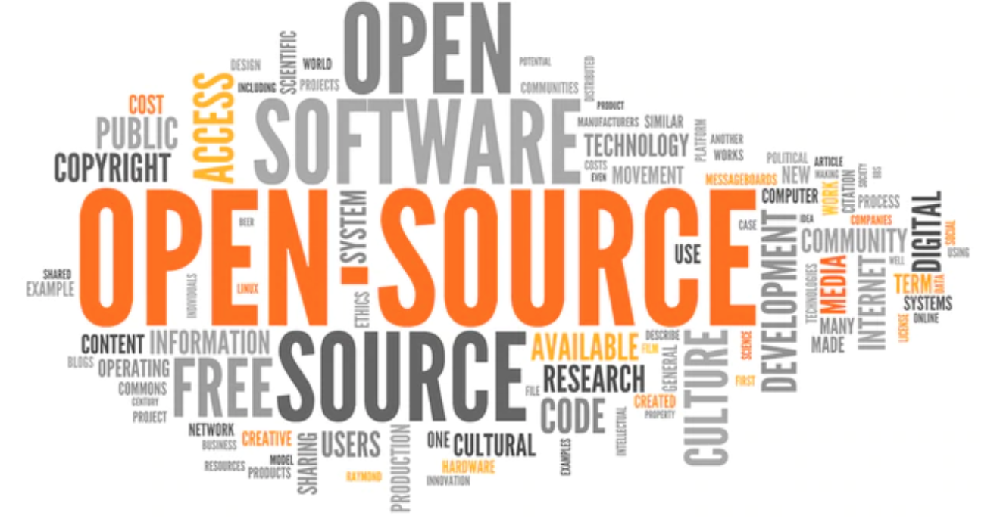 OPEN
DESIGN
SCIENTIFIC
WORLD
POTENTIAL
INCLUDING
PROJECTS
COMMUNITIES
DISTRIBUTED
COST
ACCESS
SOFTWARE
PRODUCT
PUBLIC
MANUFACTURERS
SIMILAR
PLATFORM
TECHNOLOGY
ANOTHER
WORKS
COPYRIGHT
COSTS
EVEN
MOVEMENT
MESSAGEBOARDS
POLITICAL
ARTICLE
NEW
MAKING
CITATION
SOCIETY
WORK
COMPUTER
PROCESS
OPEN-SOURCE
SYSTEM
BEER
CASE
IDEA
COMPANIES
DIGITAL
SOCIAL
USE
DEVELOPMENT
COMMUNITY
USING
WELL
SHARED
EXAMPLE
INDIVIDUALS
LINUX
ETHICS
TECHNOLOGIES
MEDIA
INTERNET
TERM
DATA
SYSTEMS
LICENSE
ONLINE
MANY
MADE
CONTENT
INFORMATION
SOURCE
AVAILABLE
DESCRIBE
FILM
CULTURE
SCIENCE
BLOGS
OPERATING
FREE
RESEARCH
GENERAL
FIRST
COMMONS
FILE
CENTURY
CREATED
PROJECT
CODE
PROPERTY
NETWORK
INTELLECTUAL
BUSINESS
CREATIVE
SHARING
USERS
PRODUCTION
ONE
CULTURAL
EXAMPLES
RESOURCES
MODEL
PRODUCTS
RAYMOND
HARDWARE
INNOVATION